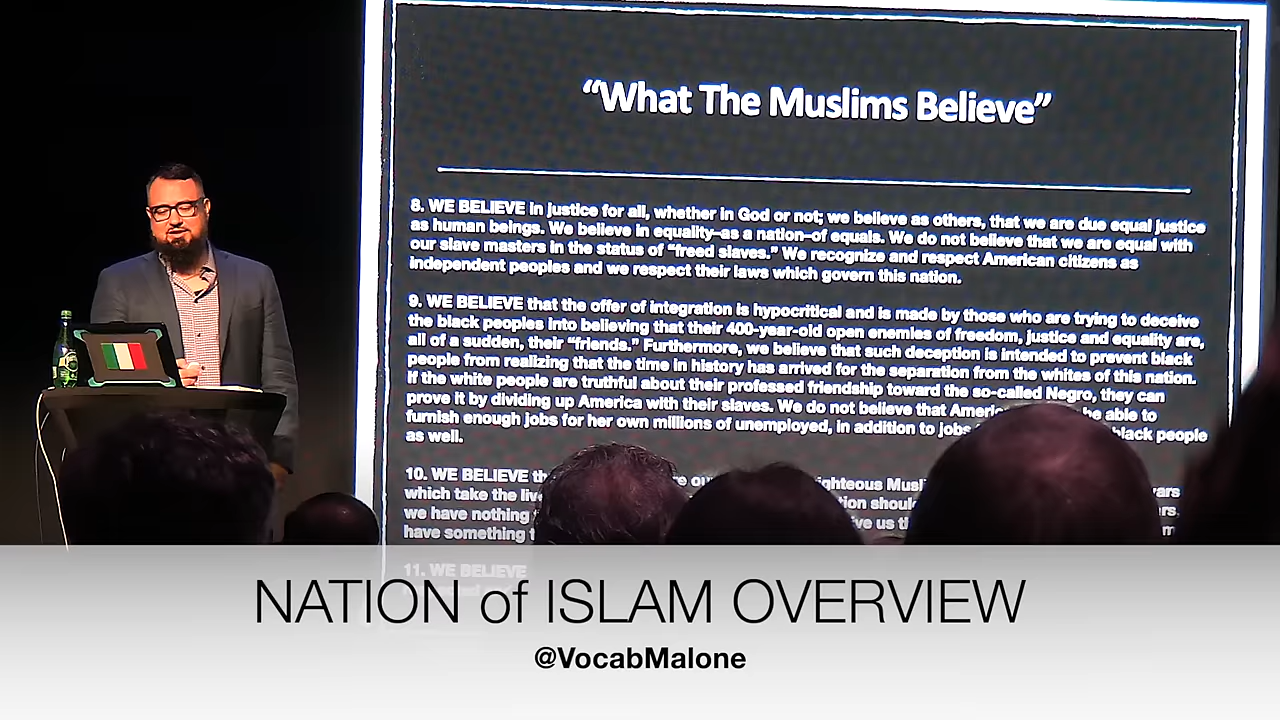 “What The Muslims Believe”
8. WE BELIEVE in justice for all, whether in God or not; we believe as others, that we are due equal justice
as human beings. We believe in equality–as a nation–of equals. We do not believe that we are equal with
our slave masters in the status of “freed slaves.” We recognize and respect American citizens as
independent peoples and we respect their laws which govern this nation.
9. WE BELIEVE that the offer of integration is hypocritical and is made by those who are trying to deceive
the black peoples into believing that their 400-year-old open enemies of freedom, justice and equality are,
all of a sudden, their “friends.” Furthermore, we believe that such deception is intended to prevent black
people from realizing that the time in history has arrived for the separation from the whites of this nation.
If the white people are truthful about their professed friendship toward the so-called Negro, they can
prove it by dividing up America with their slaves. We do not believe that be able to
furnish enough jobs for her own millions of unemployed, in addition to jobs black people
as well.
10. WE BELIEVE
which take the
we have nothing
have something
11. WE BELIEVE
NATION of ISLAM OVERVIEW
@VocabMalone